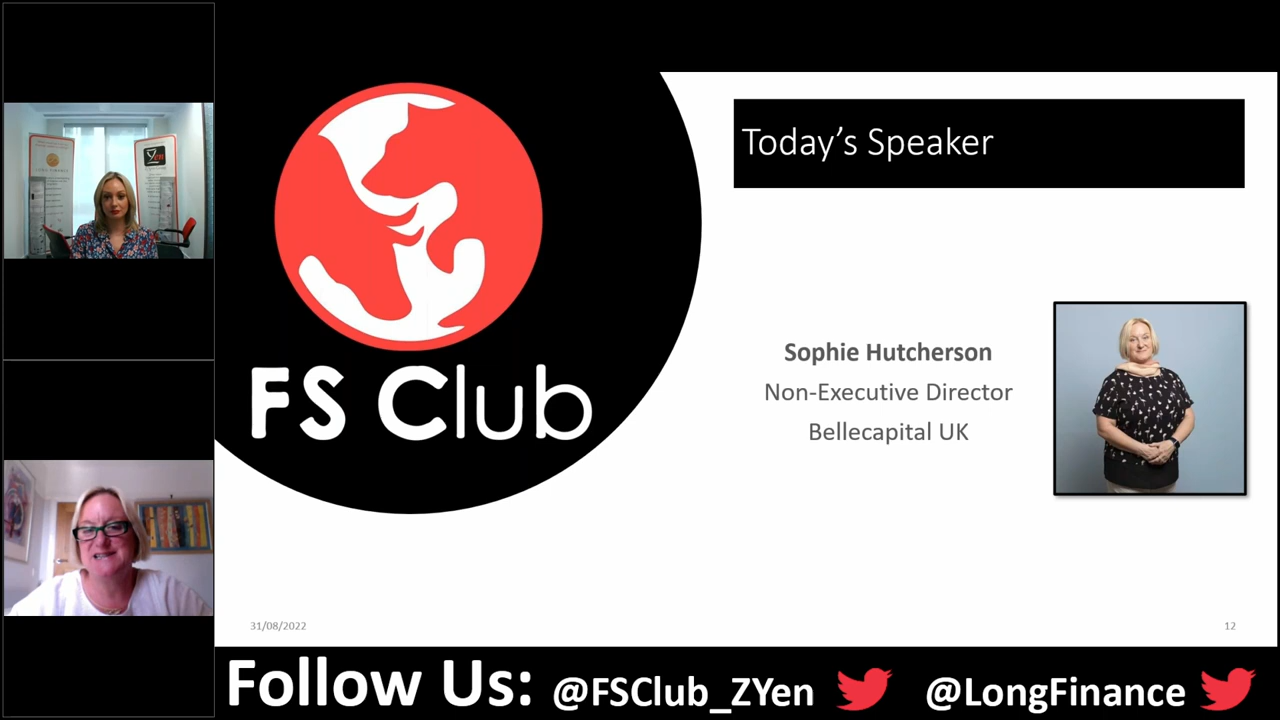 Today's Speaker
FS Club
Sophie Hutcherson
Non-Executive Director
Bellecapital UK
31/08/2022
12
Follow Us: @FSClub_ZYen @LongFinance